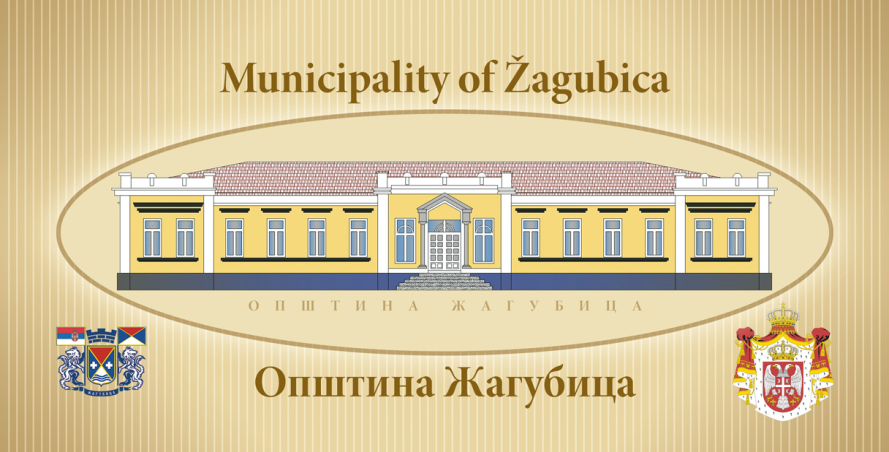 Municipality of Žagubica
ОПШТИНА ЖАГУБИЦА
Општина Жагубица